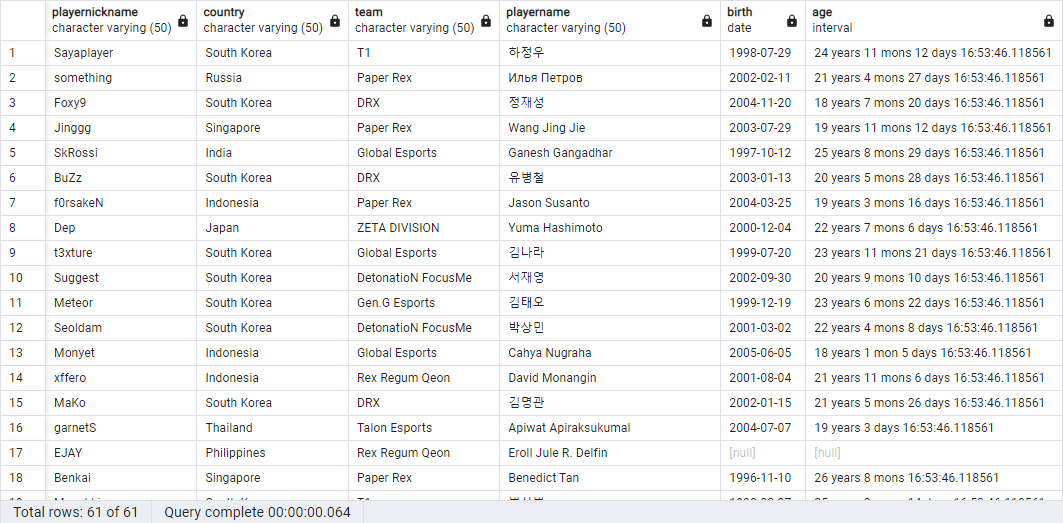 playernickname country team playername birth age
character varying (50) character varying (50) character varying (50) character varying (50) date interval
1 Sayaplayer South Korea T1 하정우 1998-07-29 24 years 11 mons 12 days 16:53:46.118561
2 something Russia Paper Rex Илья Петров 2002-02-11 21 years 4 mons 27 days 16:53:46.118561
3 Foxy9 South Korea DRX 정재성 2004-11-20 18 years 7 mons 20 days 16:53:46.118561
4 Jinggg Singapore Paper Rex Wang Jing Jie 2003-07-29 19 years 11 mons 12 days 16:53:46.118561
5 SkRossi India Global Esports Ganesh Gangadhar 1997-10-12 25 years 8 mons 29 days 16:53:46.118561
6 BuZz South Korea DRX 유병철 2003-01-13 20 years 5 mons 28 days 16:53:46.118561
7 f0rsakeN Indonesia Paper Rex Jason Susanto 2004-03-25 19 years 3 mons 16 days 16:53:46.118561
8 Dep Japan ZETA DIVISION Yuma Hashimoto 2000-12-04 22 years 7 mons 6 days 16:53:46.118561
9 t3xture South Korea Global Esports 김나라 1999-07-20 23 years 11 mons 21 days 16:53:46.118561
10 Suggest South Korea DetonatioN FocusMe 서재영 2002-09-30 20 years 9 mons 10 days 16:53:46.118561
11 Meteor South Korea Gen.G Esports 김태오 1999-12-19 23 years 6 mons 22 days 16:53:46.118561
12 Seoldam South Korea DetonatioN FocusMe 박상민 2001-03-02 22 years 4 mons 8 days 16:53:46.118561
13 Monyet Indonesia Global Esports Cahya Nugraha 2005-06-05 18 years 1 mon 5 days 16:53:46.118561
14 xffero Indonesia Rex Regum Qeon David Monangin 2001-08-04 21 years 11 mons 6 days 16:53:46.118561
15 MaKo South Korea DRX 김명관 2002-01-15 21 years 5 mons 26 days 16:53:46.118561
16 garnetS Thailand Talon Esports Apiwat Apiraksukumal 2004-07-07 19 years 3 days 16:53:46.118561
17 EJAY Philippines Rex Regum Qeon Eroll Jule R. Delfin [null] [null]
18 Benkai Singapore Paper Rex Benedict Tan 1996-11-10 26 years 8 mons 16:53:46.118561
Total rows: 61 of 61 Query complete 00:00:00.064